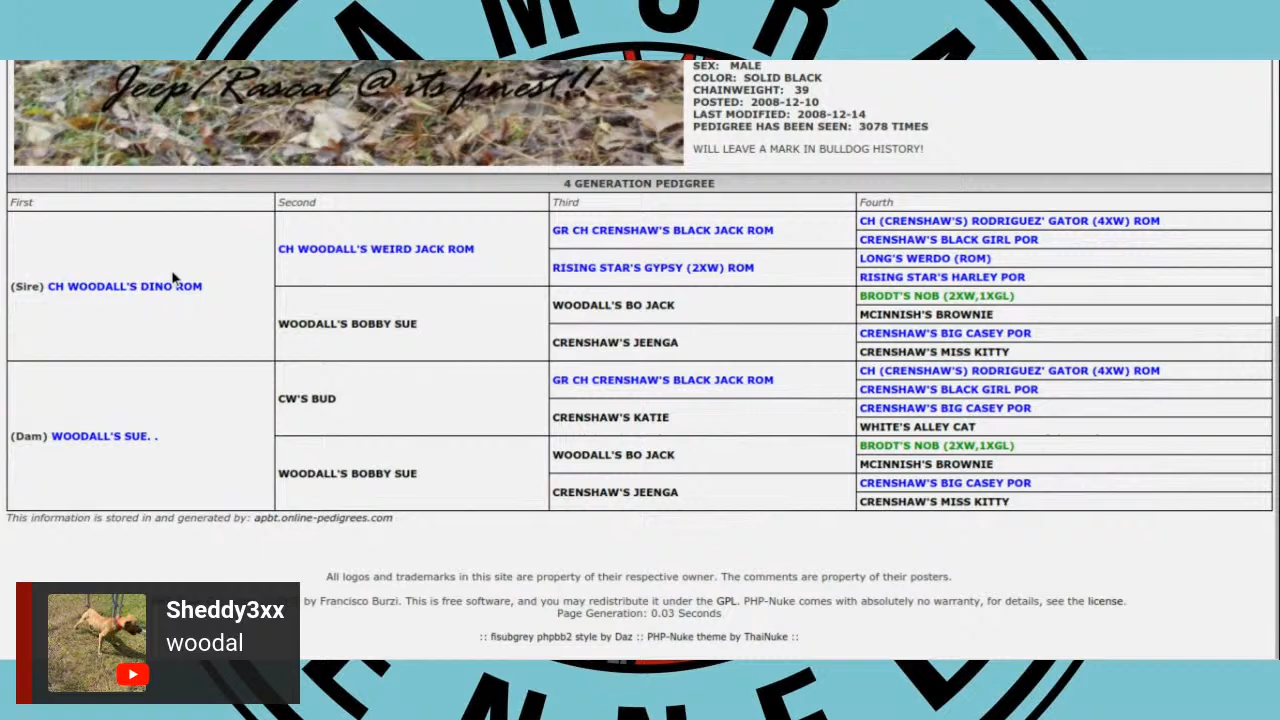 AMURA
Jeep/Rascal @ its finest!!
SEX: MALE
COLOR: SOLID BLACK
CHAINWEIGHT: 39
POSTED: 2008-12-10
LAST MODIFIED: 2008-12-14
PEDIGREE HAS BEEN SEEN: 3078 TIMES
WILL LEAVE A MARK IN BULLDOG HISTORY!
4 GENERATION PEDIGREE
First Second Third Fourth
(Sire) CH WOODALL'S DINO ROM
CH WOODALL'S WEIRD JACK ROM
GR CH CRENSHAW'S BLACK JACK ROM
CH (CRENSHAW'S) RODRIGUEZ' GATOR (4XW) ROM
CRENSHAW'S BLACK GIRL POR
RISING STAR'S GYPSY (2XW) ROM
LONG'S WERDO (ROM)
RISING STAR'S HARLEY POR
WOODALL'S BOBBY SUE
WOODALL'S BO JACK
BRODT'S NOB (2XW,1XGL)
MCINNISH'S BROWNIE
CRENSHAW'S JEENGA
CRENSHAW'S BIG CASEY POR
CRENSHAW'S MISS KITTY
(Dam) WOODALL'S SUE. .
CW'S BUD
GR CH CRENSHAW'S BLACK JACK ROM
CH (CRENSHAW'S) RODRIGUEZ' GATOR (4XW) ROM
CRENSHAW'S BLACK GIRL POR
CRENSHAW'S KATIE
CRENSHAW'S BIG CASEY POR
WHITE'S ALLEY CAT
WOODALL'S BOBBY SUE
WOODALL'S BO JACK
BRODT'S NOB (2XW,1XGL)
MCINNISH'S BROWNIE
CRENSHAW'S JEENGA
CRENSHAW'S BIG CASEY POR
CRENSHAW'S MISS KITTY
This information is stored in and generated by: apbt.online-pedigrees.com
All logos and trademarks in this site are property of their respective owner. The comments are property of their posters.
by Francisco Burzi. This is free software, and you may redistribute it under the GPL. PHP-Nuke comes with absolutely no warranty, for details, see the license.
Page Generation: 0.03 Seconds
:: fisubgrey phpbb2 style by Daz :: PHP-Nuke theme by ThaiNuke ::
Sheddy3xx
woodal